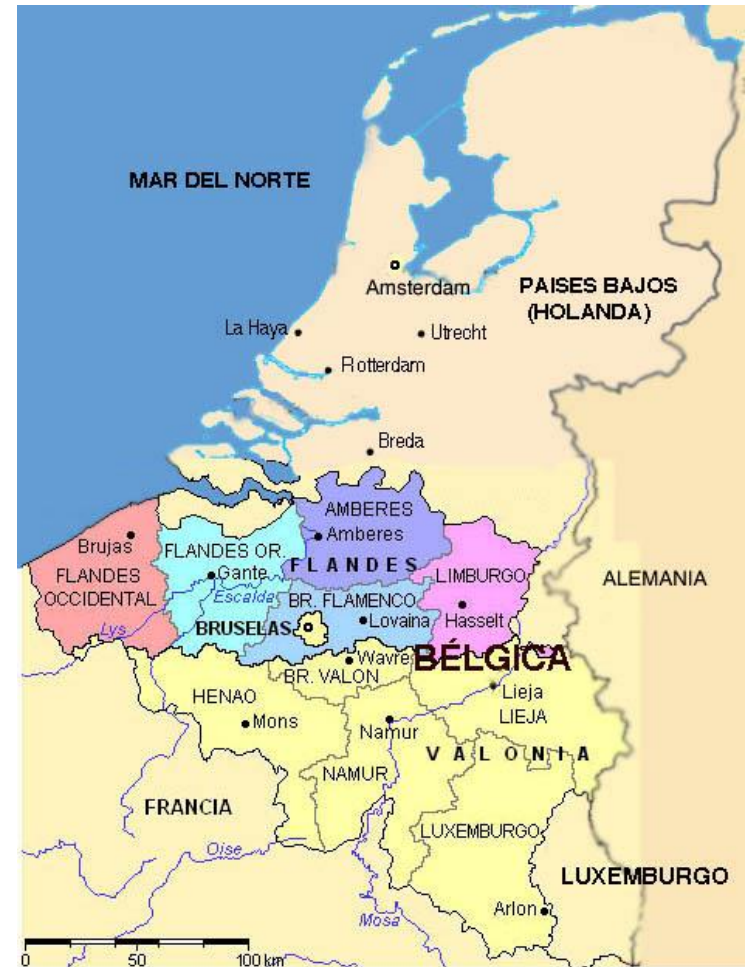 MAR DEL NORTE
Amsterdam
PAISES BAJOS
(HOLANDA)
La Haya
Utrecht
Rotterdam
Breda
AMBERES
Amberes
Brujas
FLANDES OR.
FLANDES
Gante
FLANDES
OCCIDENTAL
Escalda
BR. FLAMENCO
LIMBURGO
ALEMANIA
Lys
BRUSELAS
Lovaina
Hasselt
Wavre
BÉLGICA
BR. VALON
HENAO
Mons
Lieja
LIEJA
Namur
VALONIA
NAMUR
FRANCIA
LUXEMBURGO
Oise
LUXEMBURGO
Arlon
Mosa
0 50 100 km